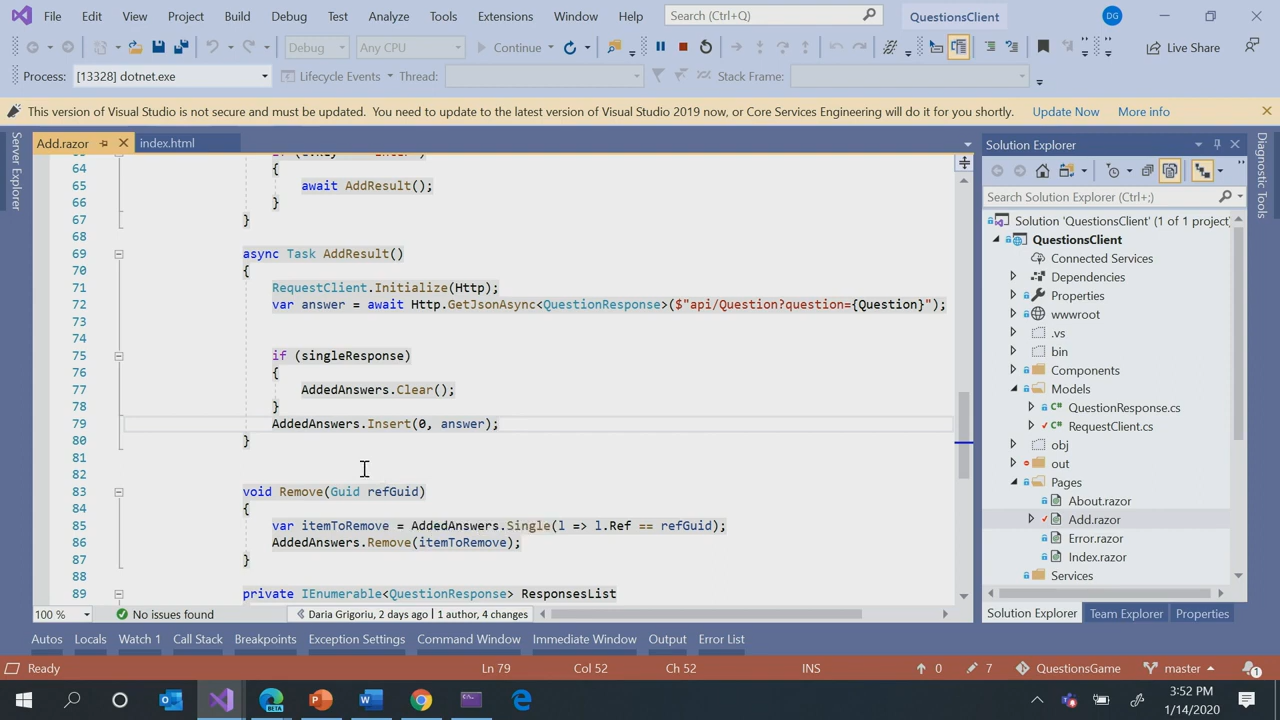 File Edit View Project Build Debug Test Analyze Tools Extensions Window Help Search (Ctrl+Q) QuestionsClient DG
Debug Any CPU Continue Live Share
Process: [13328] dotnet.exe Lifecycle Events Thread: Stack Frame:
This version of Visual Studio is not secure and must be updated. You need to update to the latest version of Visual Studio 2019 now, or Core Services Engineering will do it for you shortly. Update Now More info
Server Explorer
Add.razor index.html
64 {
65 await AddResult();
66 }
67 }
68
69 async Task AddResult()
70 {
71 RequestClient.Initialize(Http);
72 var answer = await Http.GetJsonAsync<QuestionResponse>($"api/Question?question={Question}");
73
74
75 if (singleResponse)
76 {
77 AddedAnswers.Clear();
78 }
79 AddedAnswers.Insert(0, answer);
80 }
81
82
83 void Remove(Guid refGuid)
84 {
85 var itemToRemove = AddedAnswers.Single(l => l.Ref == refGuid);
86 AddedAnswers.Remove(itemToRemove);
87 }
88
89 private IEnumerable<QuestionResponse> ResponsesList
100 % No issues found Daria Grigoriu, 2 days ago | 1 author, 4 changes
Solution Explorer
Search Solution Explorer (Ctrl+;)
Solution 'QuestionsClient' (1 of 1 project)
QuestionsClient
Connected Services
Dependencies
Properties
wwwroot
.vs
bin
Components
Models
C# QuestionResponse.cs
C# RequestClient.cs
obj
out
Pages
About.razor
Add.razor
Error.razor
Index.razor
Services
Solution Explorer Team Explorer Properties
Diagnostic Tools
Autos Locals Watch 1 Call Stack Breakpoints Exception Settings Command Window Immediate Window Output Error List
Ready Ln 79 Col 52 Ch 52 INS 0 7 QuestionsGame master 1
BETA
3:52 PM
1/14/2020